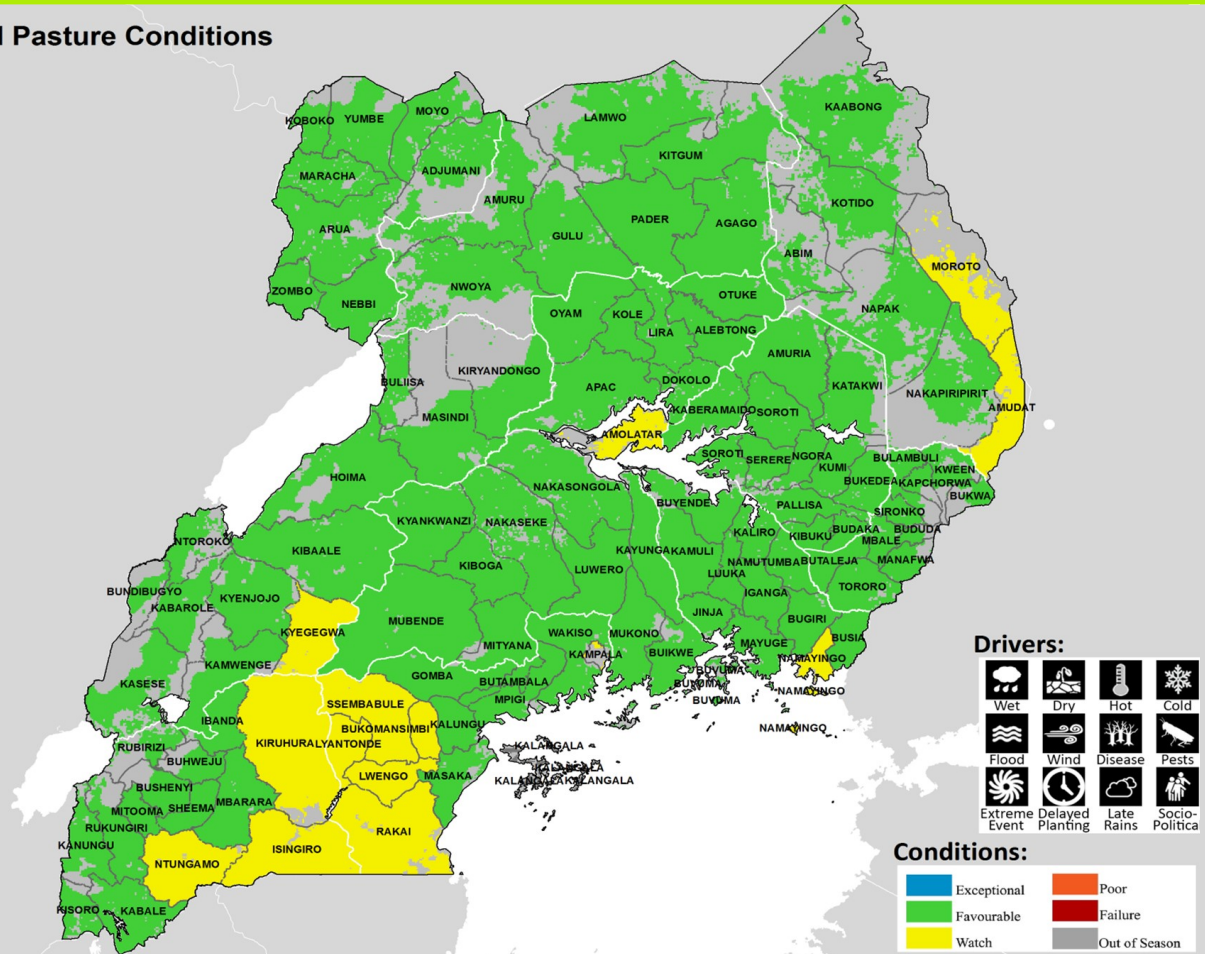 Pasture Conditions
KAABONG
LAMWO
MOYO
YUMBE
KOBOKO
KITGUM
ADJUMANI
MARACHA
AMURU
KOTIDO
PADER
AGAGO
ARUA
GULU
ABIM
MOROTO
NWOYA
ZOMBO
NEBBI
OTUKE
NAPAK
OYAM
KOLE
LIRA
ALEBTONG
AMURIA
KIRYANDONGO
BULIISA
DOKOLO
APAC
KATAKWI
NAKAPIRIPIRIT
AMUDAT
MASINDI
KABERAMAIDO
SOROTI
AMOLATAR
SOROTI
SERERE
NGORA
KUMI
BULAMBULI
KWEEN
BUKEDEA
KAPCHORWA
BUKWA
HOIMA
NAKASONGOLA
BUYENDE
PALLISA
SIRONKO
KYANKWANZI
NAKASEKE
KALIRO
KIBUKU
BUDAKA
BUDUDA
MBALE
NTOROKO
KIBAALE
KAYUNGA
KAMULI
NAMUTUMBA
BUTALEJA
MANAFWA
KIBOGA
LUWERO
LUUKA
BUNDIBUGYO
KYENJOJO
KABAROLE
IGANGA
TORORO
JINJA
BUGIRI
MUBENDE
KYEGEGWA
WAKISO
MUKONO
BUSIA
MITYANA
KAMPALA
BUIKWE
MAYUGE
NAMAYINGO
KAMWENGE
GOMBA
BUTAMBALA
BUVUMA
BUVUMA
KASESE
MPIGI
BUVUMA
NAMAYINGO
SSEMBABULE
IBANDA
BUKOMANSIMBI
KALUNGU
NAMAYINGO
KIRUHURA
LYANTONDE
RUBIRIZI
BUHWEJU
KALANGALA
KALANGALA
LWENGO
MASAKA
KALANGALA
KALANGALA
BUSHENYI
MBARARA
MITOOMA
SHEEMA
RUKUNGIRI
RAKAI
KANUNGU
ISINGIRO
NTUNGAMO
KISORO
KABALE
Drivers:
Wet Dry Hot Cold
Flood Wind Disease Pests
Extreme Delayed Late Socio-
Event Planting Rains Politica
Conditions:
Exceptional Poor
Favourable Failure
Watch Out of Season